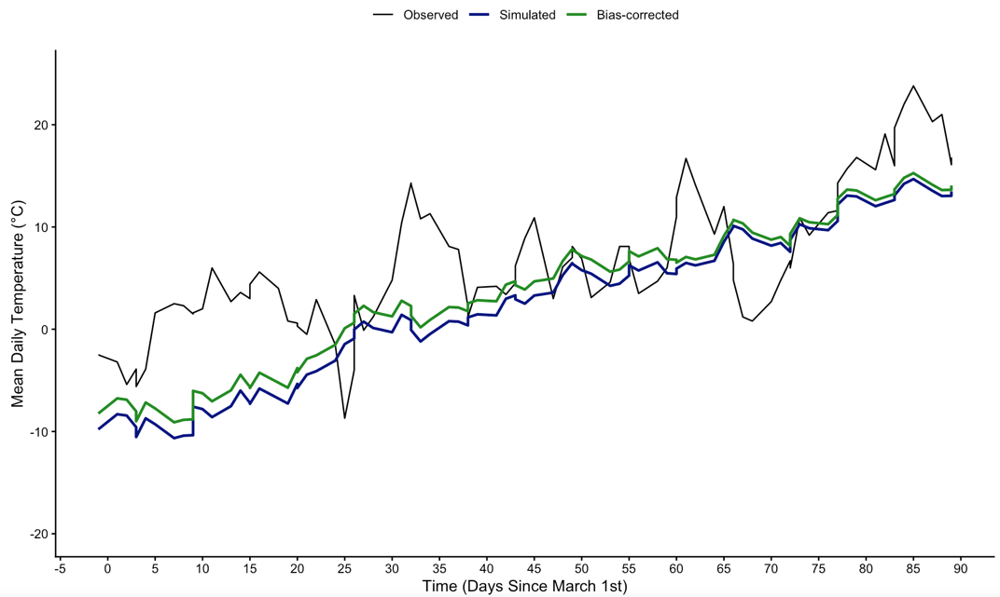 Observed Simulated Bias-corrected
Mean Daily Temperature (°C)
20
10
0
-10
-20
-5 0 5 10 15 20 25 30 35 40 45 50 55 60 65 70 75 80 85 90
Time (Days Since March 1st)